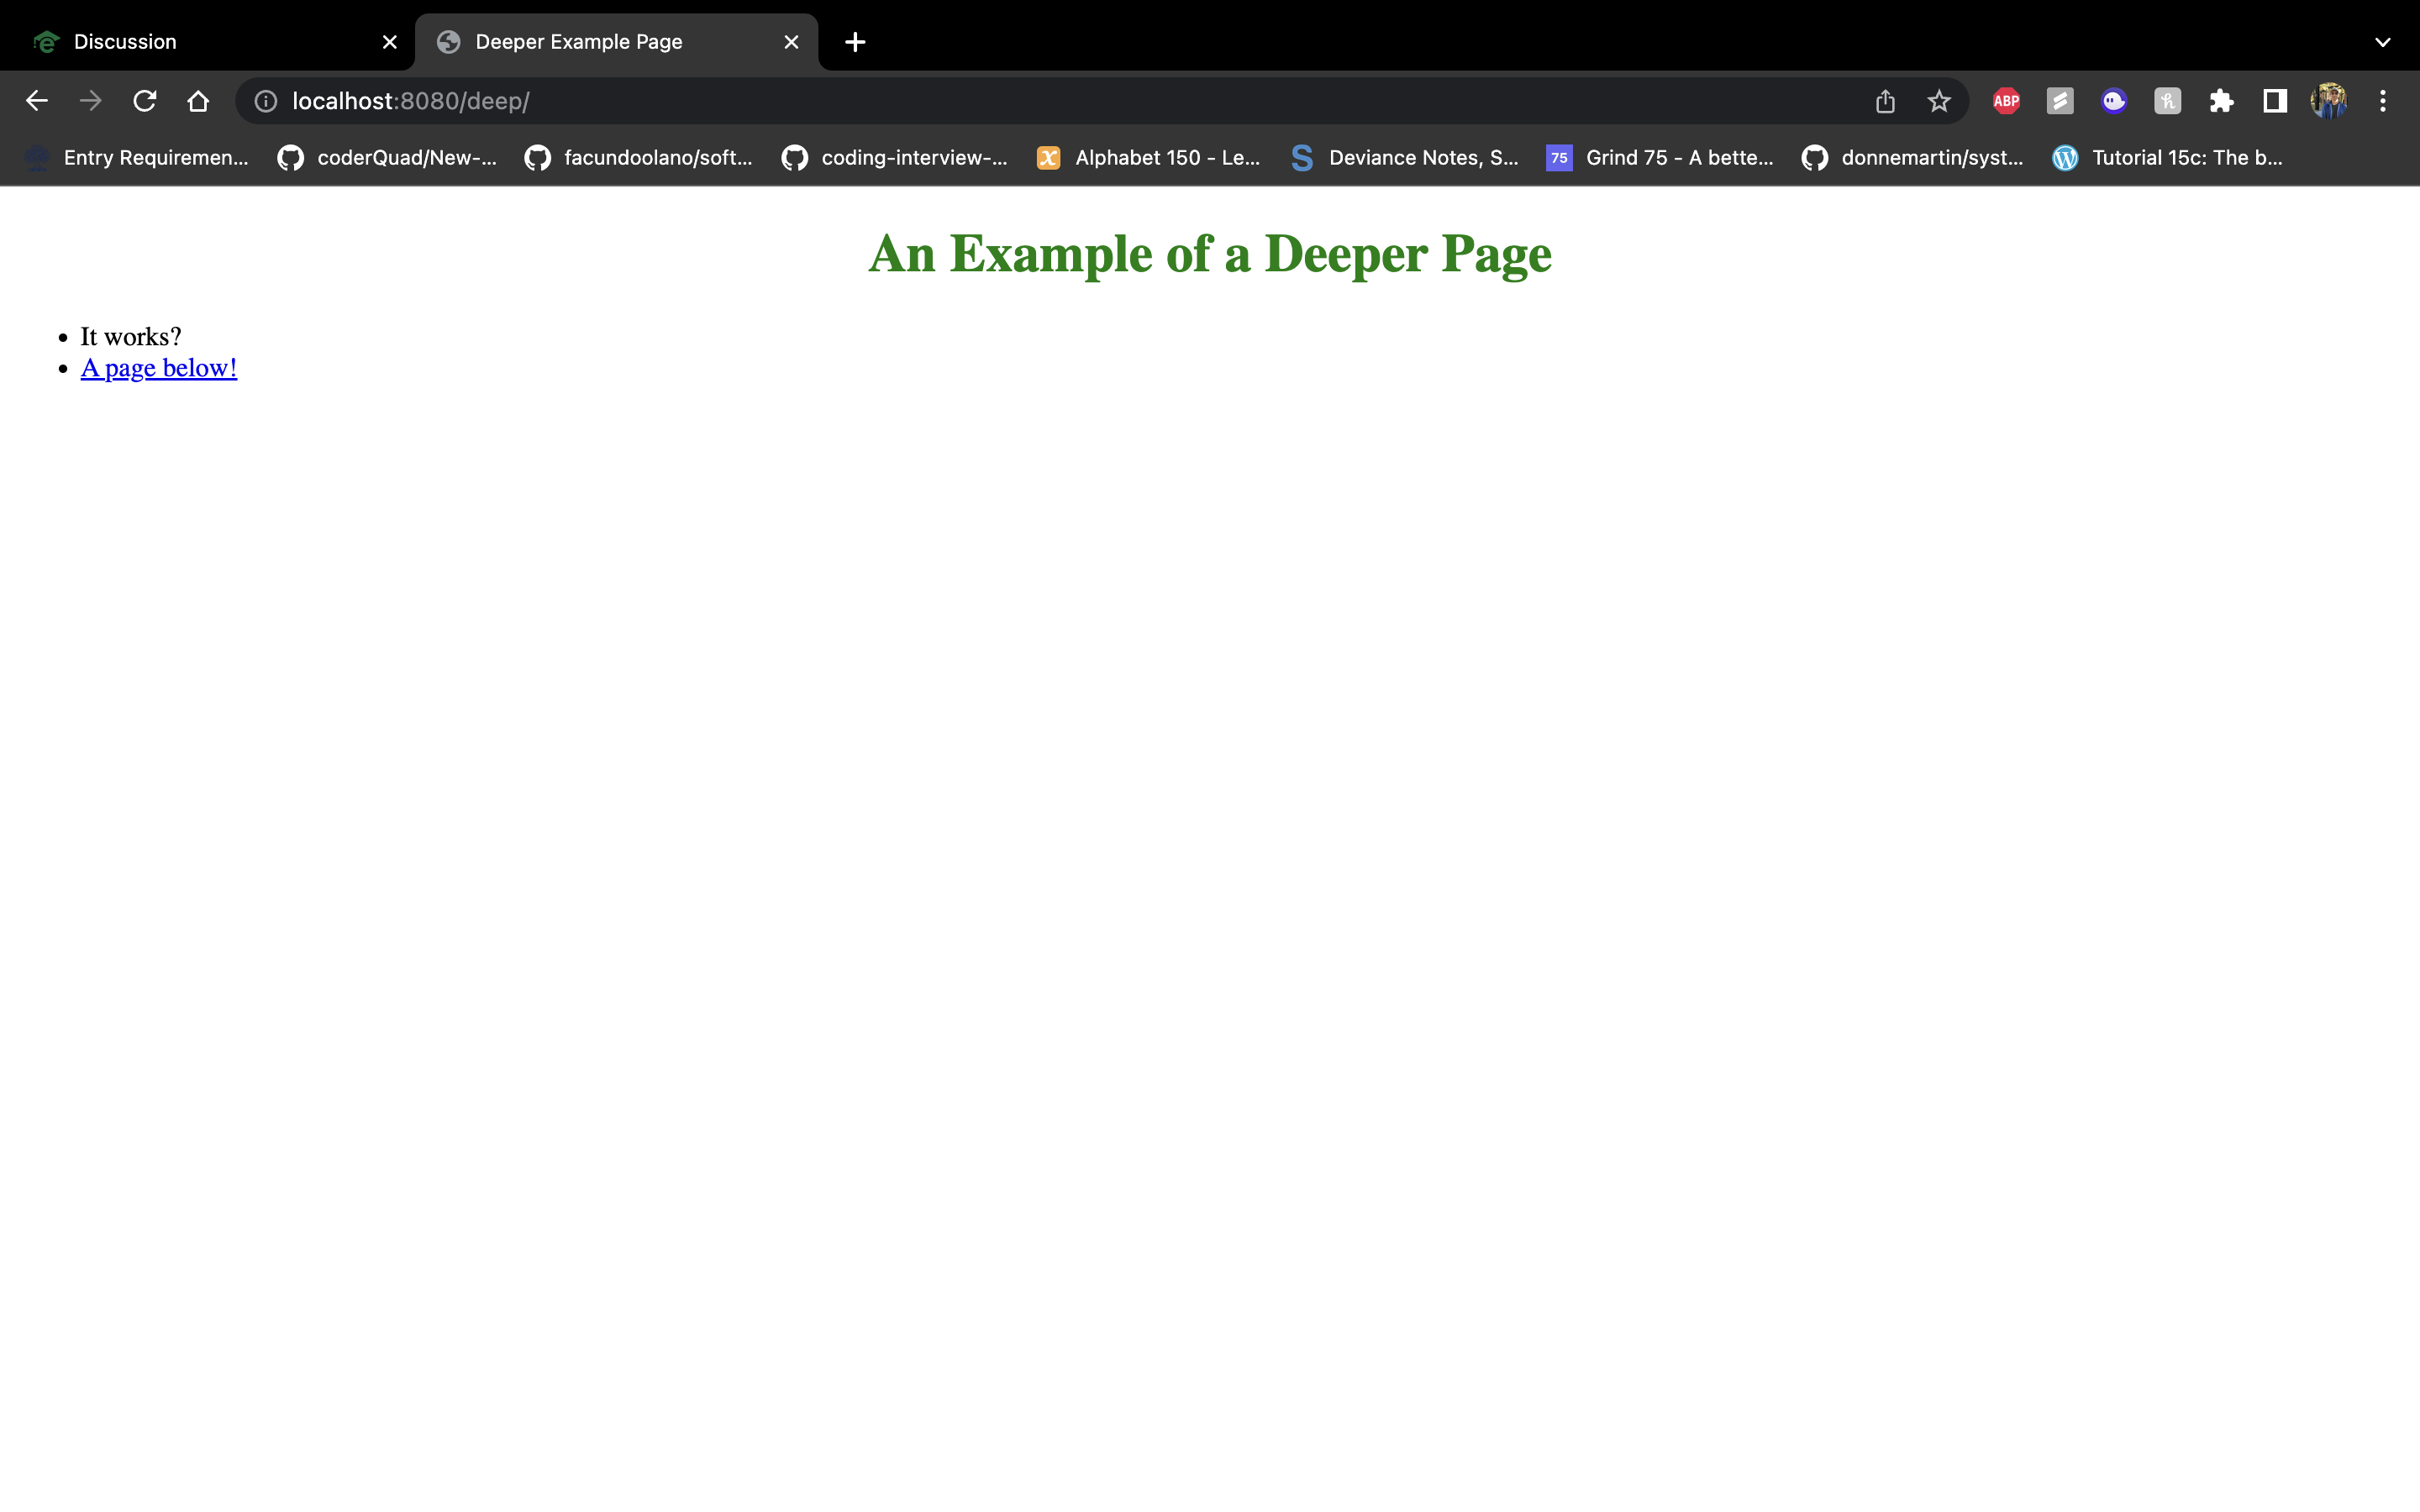 Discussion
Deeper Example Page
localhost:8080/deep/
ABP
Entry Requiremen...
coderQuad/New-...
facundoolano/soft...
coding-interview-...
Alphabet 150 - Le...
Deviance Notes, S...
75
Grind 75 - A bette...
donnemartin/syst...
Tutorial 15c: The b...
An Example of a Deeper Page
• It works?
• A page below!